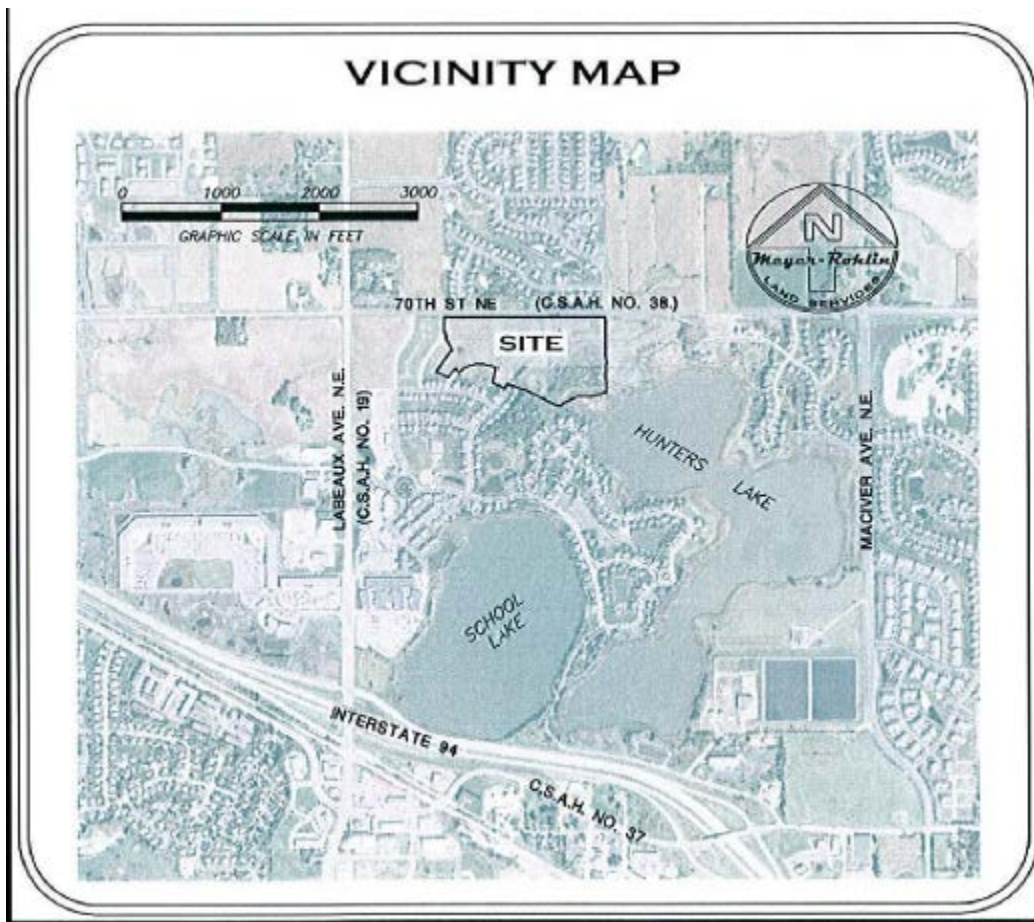 VICINITY MAP
0 1000 2000 3000
GRAPHIC SCALE IN FEET
N
Meyer-Rohlin
LAND SERVICES
70TH ST NE (C.S.A.H. NO. 38.)
SITE
LABEAUX AVE. N.E.
(C.S.A.H. NO. 19)
HUNTERS
LAKE
MACIVER AVE. N.E.
SCHOOL
LAKE
INTERSTATE 94
C.S.A.H. NO. 37